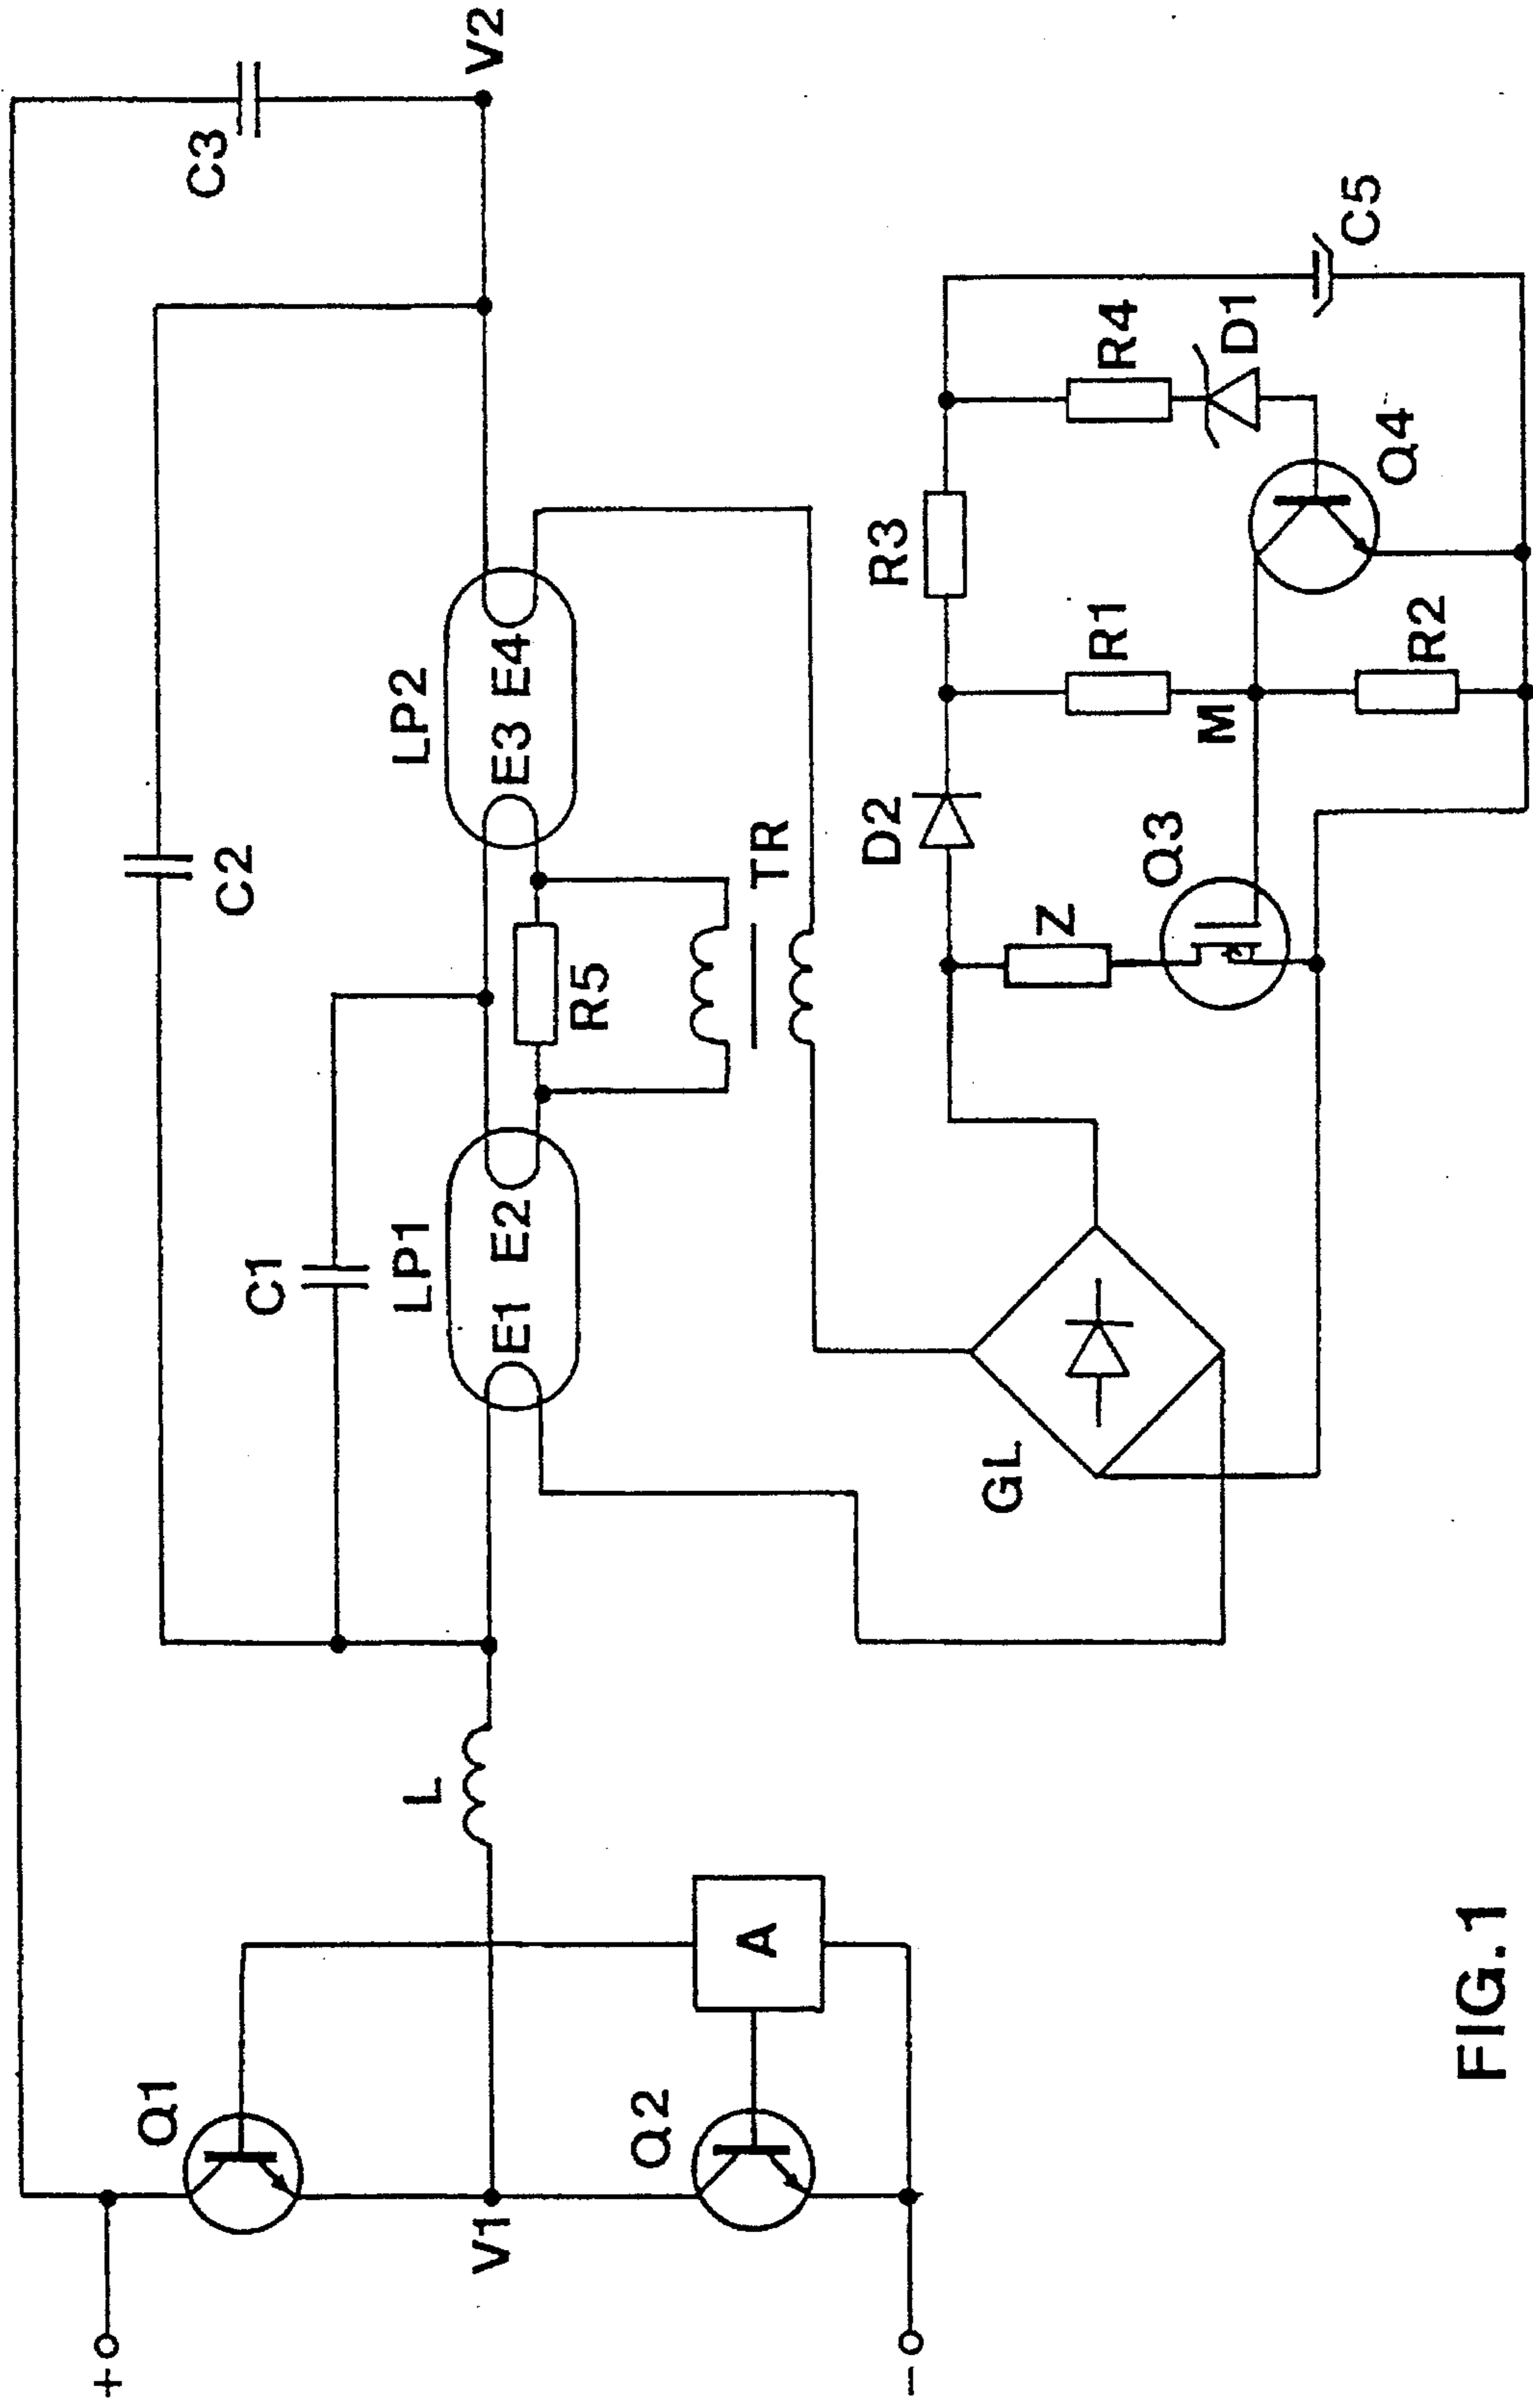 C3
V2
C2
C1
LP1
LP2
E1 E2
E3 E4
R5
TR
L
Q1
V1
Q2
A
+
-
GL
D2
R3
R4
Z
R1
D1
C5
Q3
M
Q4
R2
FIG.1